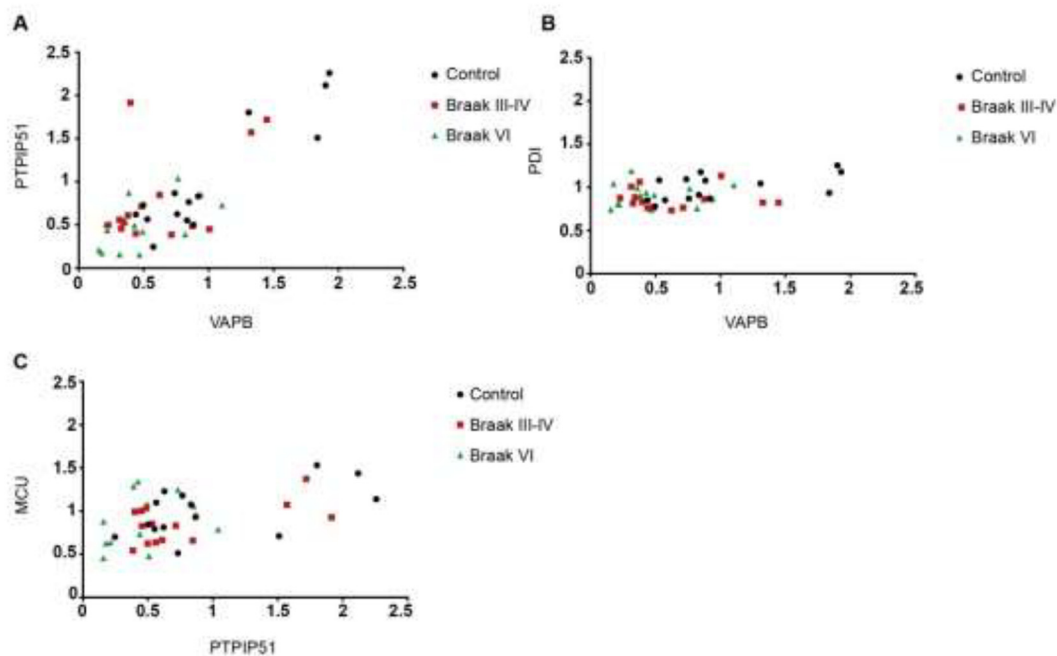 A
2.5
2
1.5
1
0.5
0
PTPIP51
0 0.5 1 1.5 2 2.5
VAPB
Control
Braak III-IV
Braak VI
B
2.5
2
1.5
1
0.5
0
PDI
0 0.5 1 1.5 2 2.5
VAPB
Control
Braak III-IV
Braak VI
C
2.5
2
1.5
1
0.5
0
MCU
0 0.5 1 1.5 2 2.5
PTPIP51
Control
Braak III-IV
Braak VI